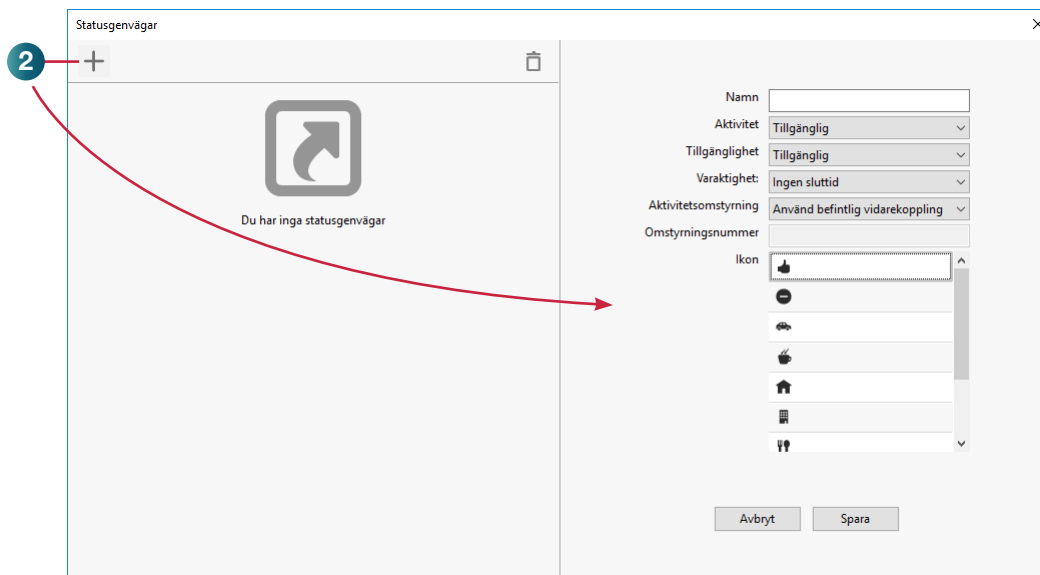 Statusgenvägar
2
Du har inga statusgenvägar
Namn
Aktivitet Tillgänglig
Tillgänglighet Tillgänglig
Varaktighet: Ingen sluttid
Aktivitetsomstyrning Använd befintlig vidarekoppling
Omstyrningsnummer
Ikon
Avbryt Spara